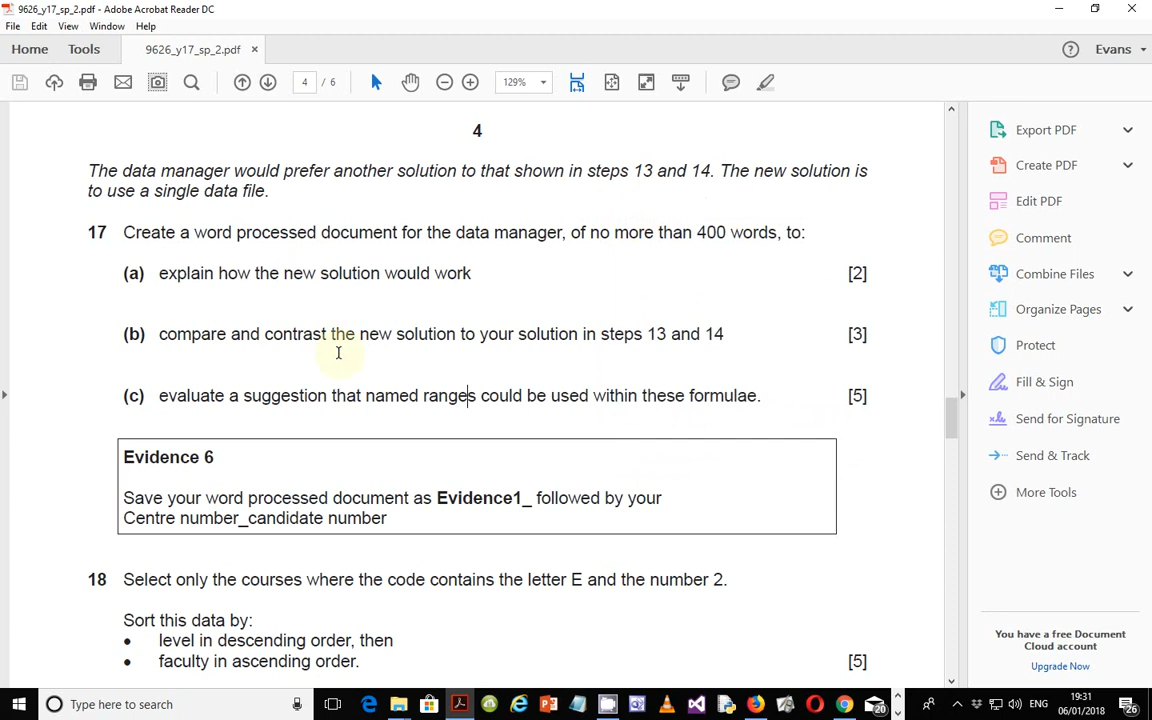 9626_y17_sp_2.pdf - Adobe Acrobat Reader DC
File Edit View Window Help
Home Tools 9626_y17_sp_2.pdf × Evans
4 / 6 129%
4
The data manager would prefer another solution to that shown in steps 13 and 14. The new solution is
to use a single data file.
17 Create a word processed document for the data manager, of no more than 400 words, to:
(a) explain how the new solution would work [2]
(b) compare and contrast the new solution to your solution in steps 13 and 14 [3]
(c) evaluate a suggestion that named ranges could be used within these formulae. [5]
Evidence 6
Save your word processed document as Evidence1_ followed by your
Centre number_candidate number
18 Select only the courses where the code contains the letter E and the number 2.
Sort this data by:
• level in descending order, then
• faculty in ascending order. [5]
Export PDF
Create PDF
Edit PDF
Comment
Combine Files
Organize Pages
Protect
Fill & Sign
Send for Signature
Send & Track
More Tools
You have a free Document
Cloud account
Upgrade Now
Type here to search
20
ENG
19:31
06/01/2018
26